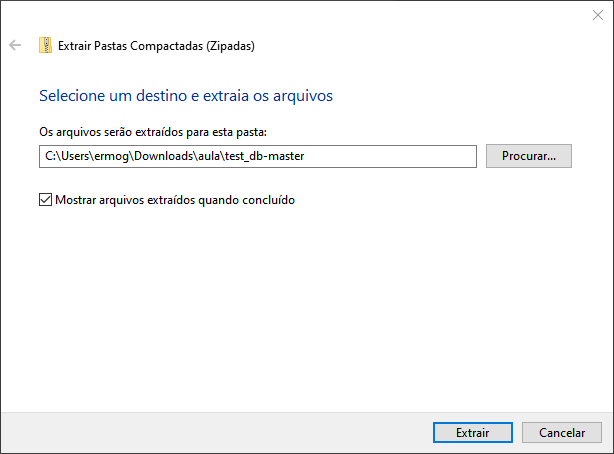 Extrair Pastas Compactadas (Zipadas)
Selecione um destino e extraia os arquivos
Os arquivos serão extraídos para esta pasta:
C:\Users\ermog\Downloads\aula\test_db-master
Procurar...
Mostrar arquivos extraídos quando concluído
Extrair
Cancelar